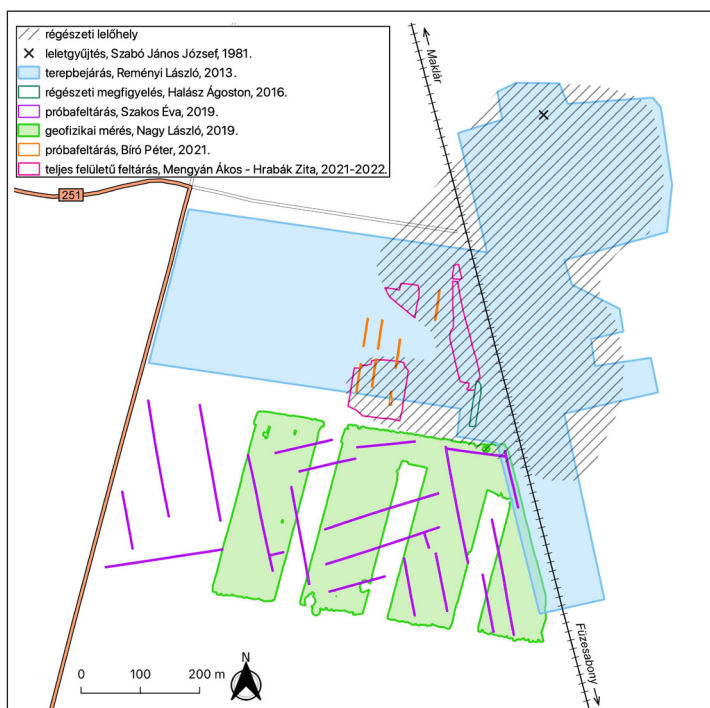 régészeti lelőhely
leletgyűjtés, Szabó János József, 1981.
terepbejárás, Reményi László, 2013.
régészeti megfigyelés, Halász Ágoston, 2016.
próbafeltárás, Szakos Éva, 2019.
geofizikai mérés, Nagy László, 2019.
próbafeltárás, Bíró Péter, 2021.
teljes felületű feltárás, Mengyán Ákos - Hrabák Zita, 2021-2022.
Maklár
251
Füzesabony
0 100 200 m
N